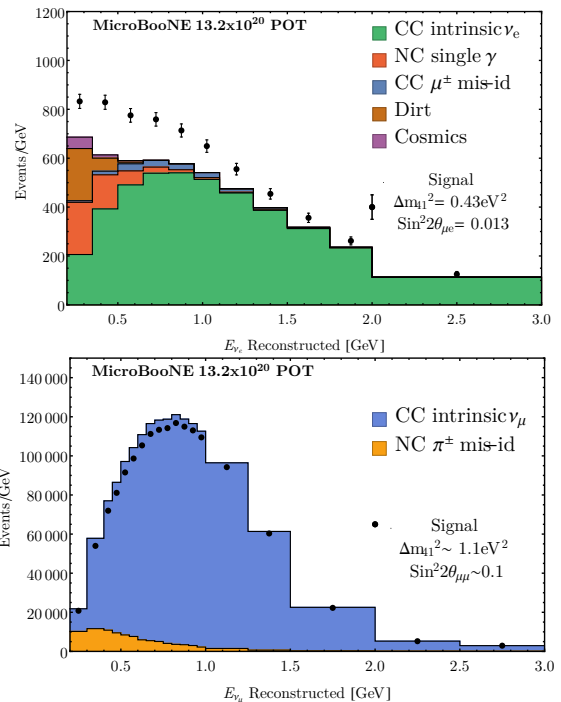 MicroBooNE 13.2x10²⁰ POT
CC intrinsic νe
NC single γ
CC μ± mis-id
Dirt
Cosmics
Signal
Δm41²= 0.43eV²
Sin²2θμe= 0.013
Events/GeV
1200
1000
800
600
400
200
0
0.5 1.0 1.5 2.0 2.5 3.0
Eνe Reconstructed [GeV]
MicroBooNE 13.2x10²⁰ POT
CC intrinsic νμ
NC π± mis-id
Signal
Δm41²~ 1.1eV²
Sin²2θμμ~0.1
Events/GeV
140 000
120 000
100 000
80 000
60 000
40 000
20 000
0
0.5 1.0 1.5 2.0 2.5 3.0
Eνμ Reconstructed [GeV]